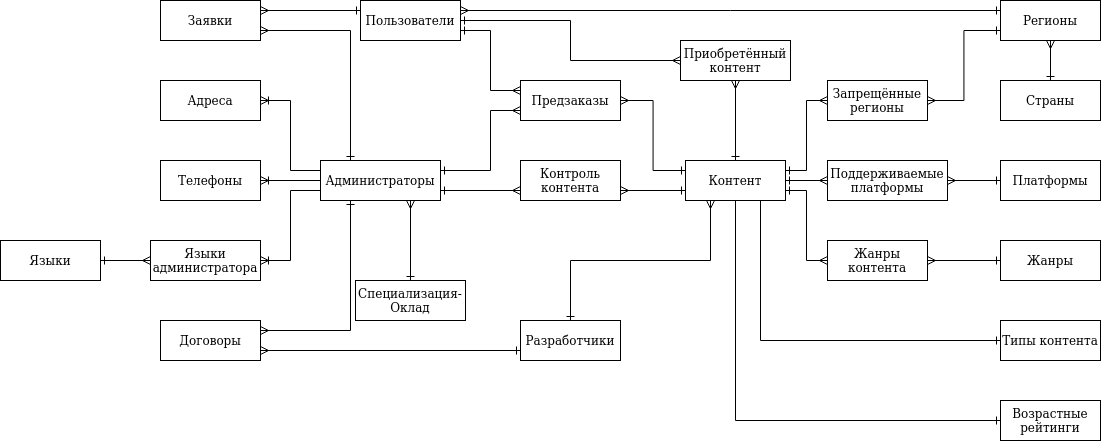 Заявки
Пользователи
Регионы
Приобретённый
контент
Адреса
Предзаказы
Запрещённые
регионы
Страны
Телефоны
Администраторы
Контроль
контента
Контент
Поддерживаемые
платформы
Платформы
Языки
Языки
администратора
Жанры
контента
Жанры
Специализация-
Оклад
Договоры
Разработчики
Типы контента
Возрастные
рейтинги